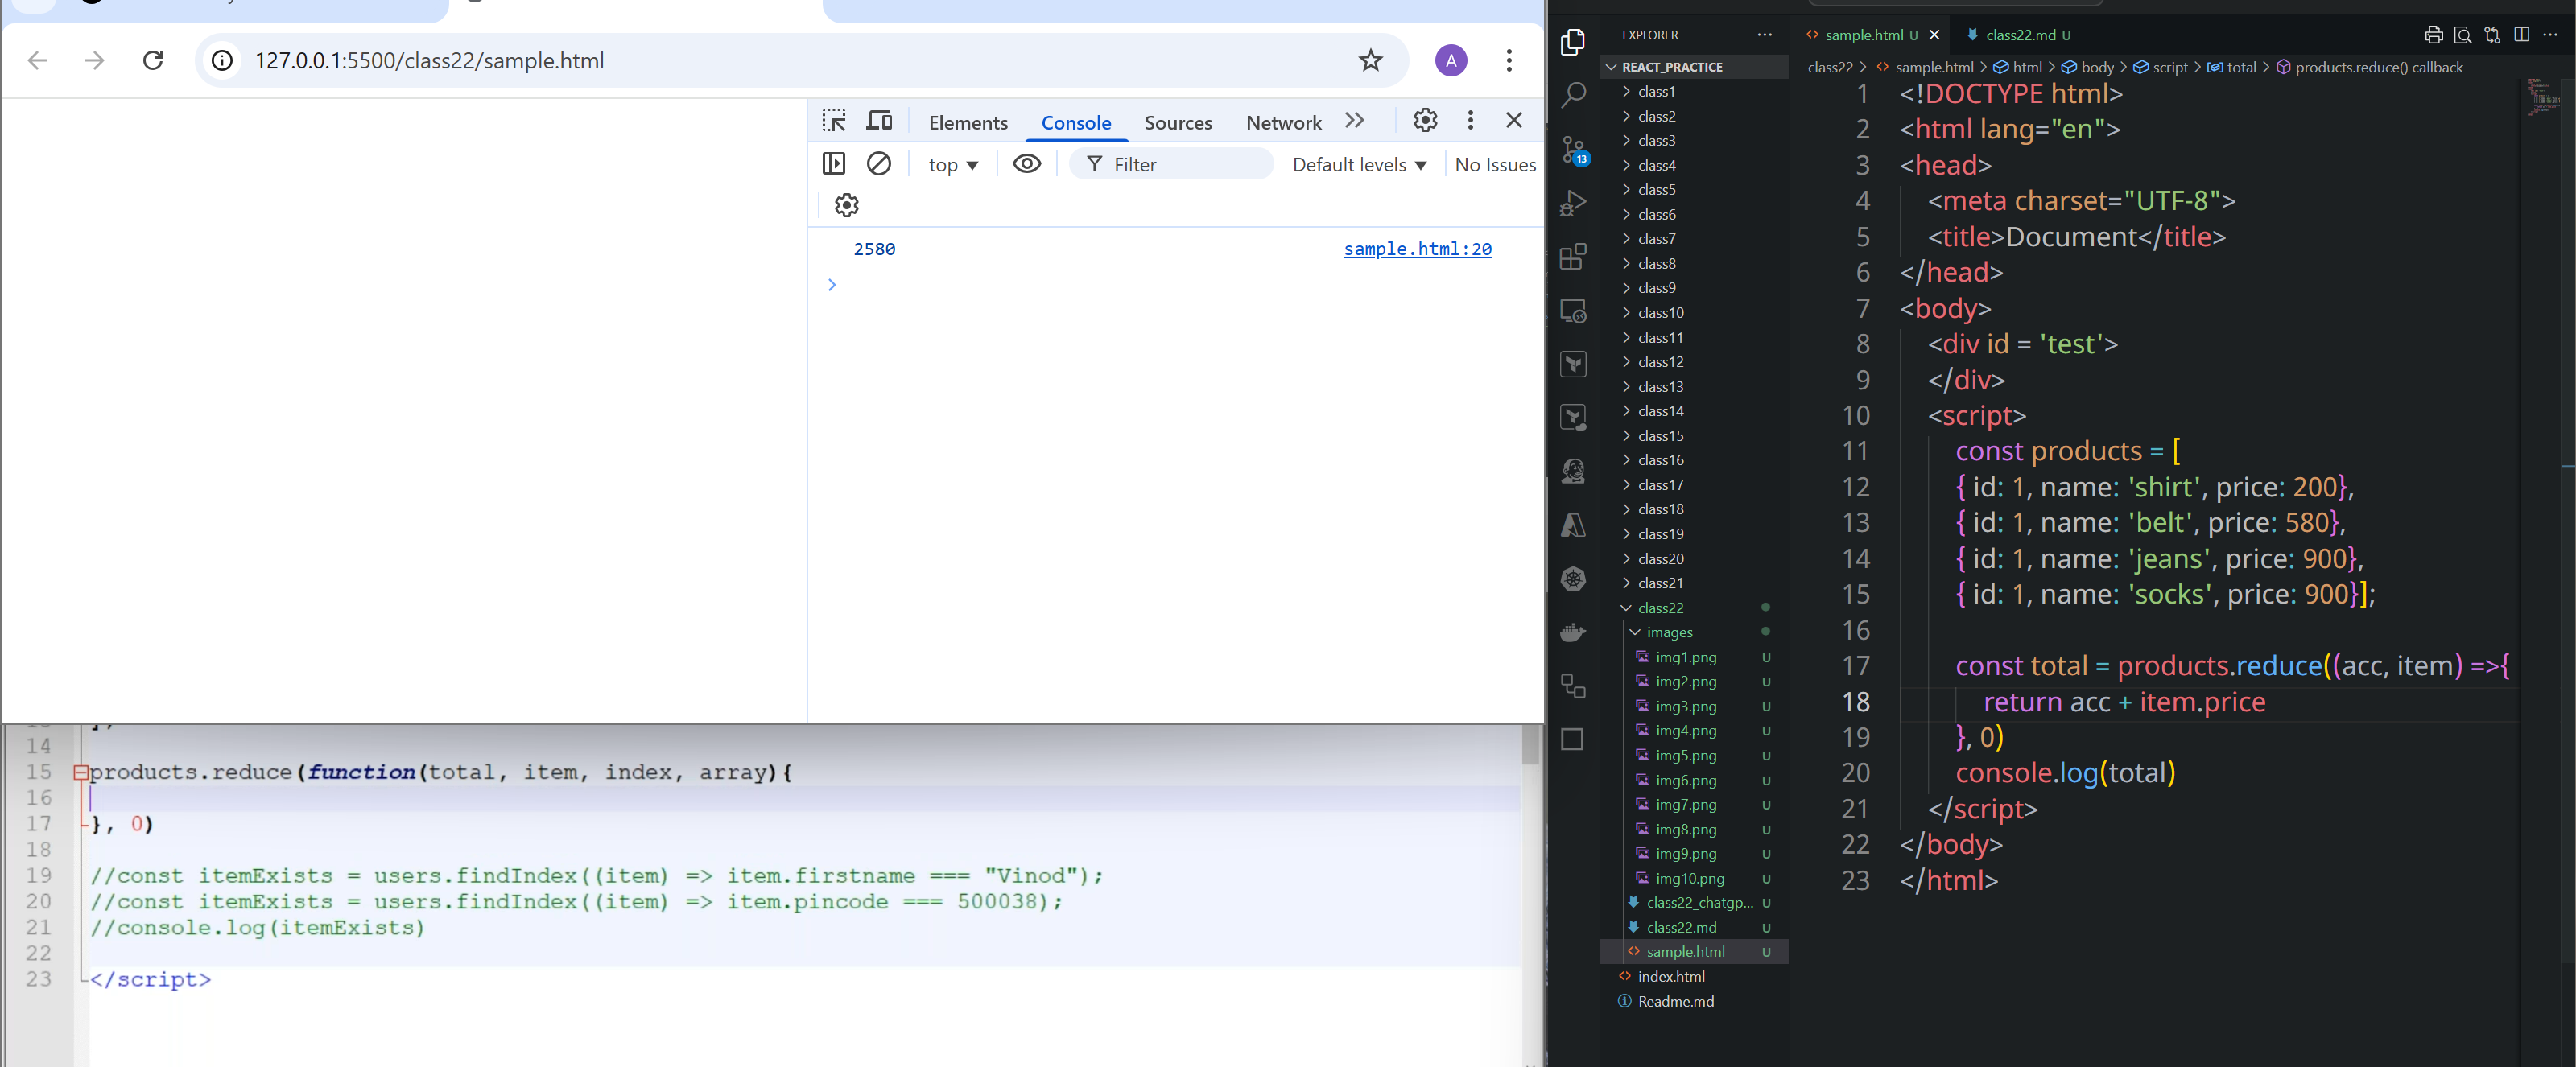 127.0.0.1:5500/class22/sample.html
A
Elements Console Sources Network
top Filter Default levels No Issues
2580 sample.html:20
14
15 products.reduce(function(total, item, index, array){
16
17 }, 0)
18
19 //const itemExists = users.findIndex((item) => item.firstname === "Vinod");
20 //const itemExists = users.findIndex((item) => item.pincode === 500038);
21 //console.log(itemExists)
22
23 </script>
13
EXPLORER
REACT_PRACTICE
class1
class2
class3
class4
class5
class6
class7
class8
class9
class10
class11
class12
class13
class14
class15
class16
class17
class18
class19
class20
class21
class22
images
img1.png U
img2.png U
img3.png U
img4.png U
img5.png U
img6.png U
img7.png U
img8.png U
img9.png U
img10.png U
class22_chatgp... U
class22.md U
sample.html U
index.html
Readme.md
sample.html U class22.md U
class22 > sample.html > html > body > script > total > products.reduce() callback
1 <!DOCTYPE html>
2 <html lang="en">
3 <head>
4 <meta charset="UTF-8">
5 <title>Document</title>
6 </head>
7 <body>
8 <div id = 'test'>
9 </div>
10 <script>
11 const products = [
12 { id: 1, name: 'shirt', price: 200},
13 { id: 1, name: 'belt', price: 580},
14 { id: 1, name: 'jeans', price: 900},
15 { id: 1, name: 'socks', price: 900}];
16
17 const total = products.reduce((acc, item) =>{
18 return acc + item.price
19 }, 0)
20 console.log(total)
21 </script>
22 </body>
23 </html>